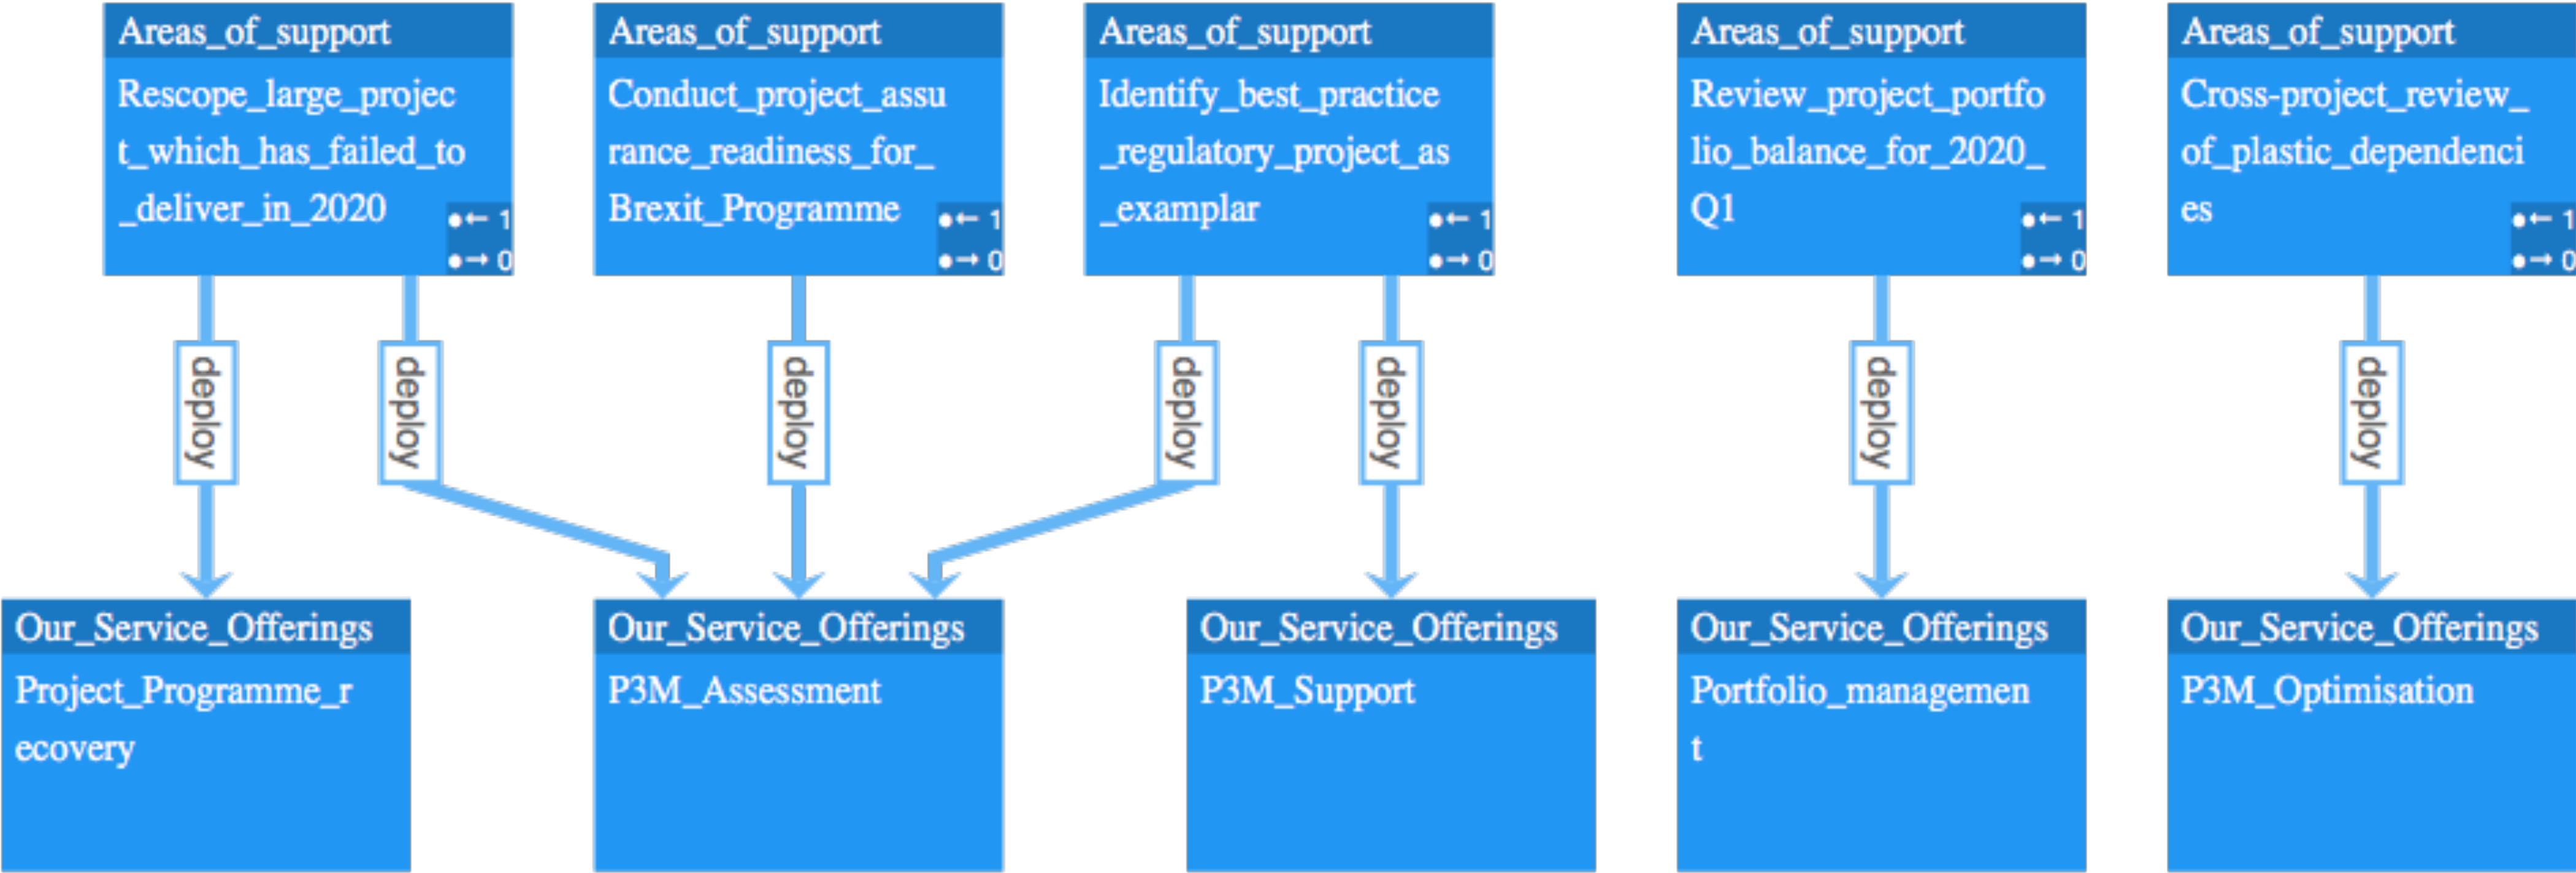 Areas_of_support
Rescope_large_projec
t_which_has_failed_to
_deliver_in_2020
●← 1
●→ 0
Areas_of_support
Conduct_project_assu
rance_readiness_for_
Brexit_Programme
●← 1
●→ 0
Areas_of_support
Identify_best_practice
_regulatory_project_as
_examplar
●← 1
●→ 0
Areas_of_support
Review_project_portfo
lio_balance_for_2020_
Q1
●← 1
●→ 0
Areas_of_support
Cross-project_review_
of_plastic_dependenci
es
●← 1
●→ 0
deploy
deploy
deploy
deploy
deploy
deploy
deploy
Our_Service_Offerings
Project_Programme_r
ecovery
Our_Service_Offerings
P3M_Assessment
Our_Service_Offerings
P3M_Support
Our_Service_Offerings
Portfolio_managemen
t
Our_Service_Offerings
P3M_Optimisation